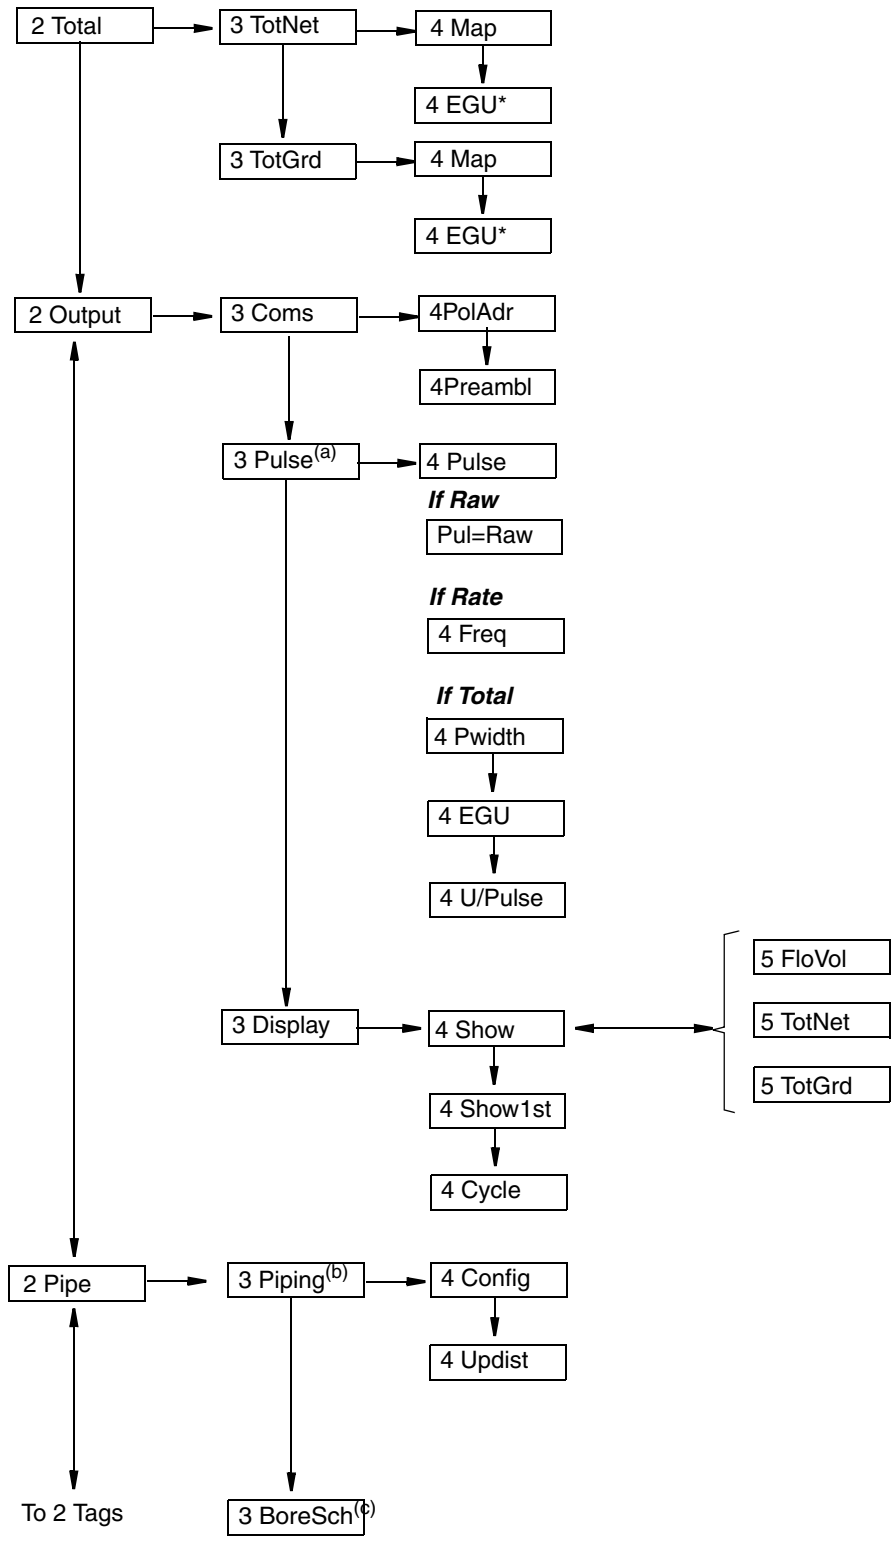 2 Total
3 TotNet
4 Map
4 EGU*
3 TotGrd
4 Map
4 EGU*
2 Output
3 Coms
4PolAdr
4Preambl
3 Pulse(a)
4 Pulse
If Raw
Pul=Raw
If Rate
4 Freq
If Total
4 Pwidth
4 EGU
4 U/Pulse
3 Display
4 Show
5 FloVol
5 TotNet
5 TotGrd
4 Show1st
4 Cycle
2 Pipe
3 Piping(b)
4 Config
4 Updist
To 2 Tags
3 BoreSch(c)